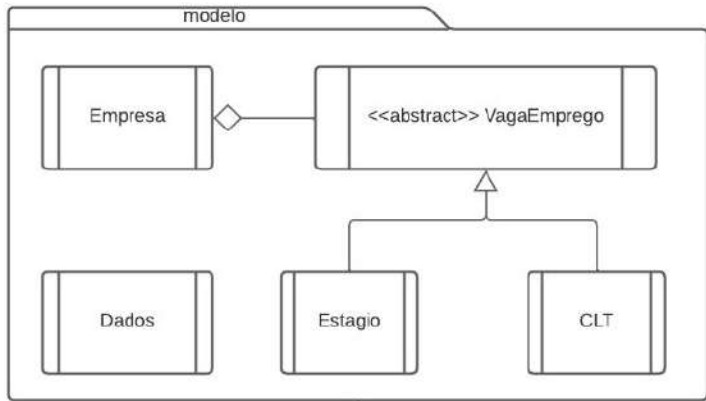 modelo
Empresa
<<abstract>> VagaEmprego
Dados
Estagio
CLT